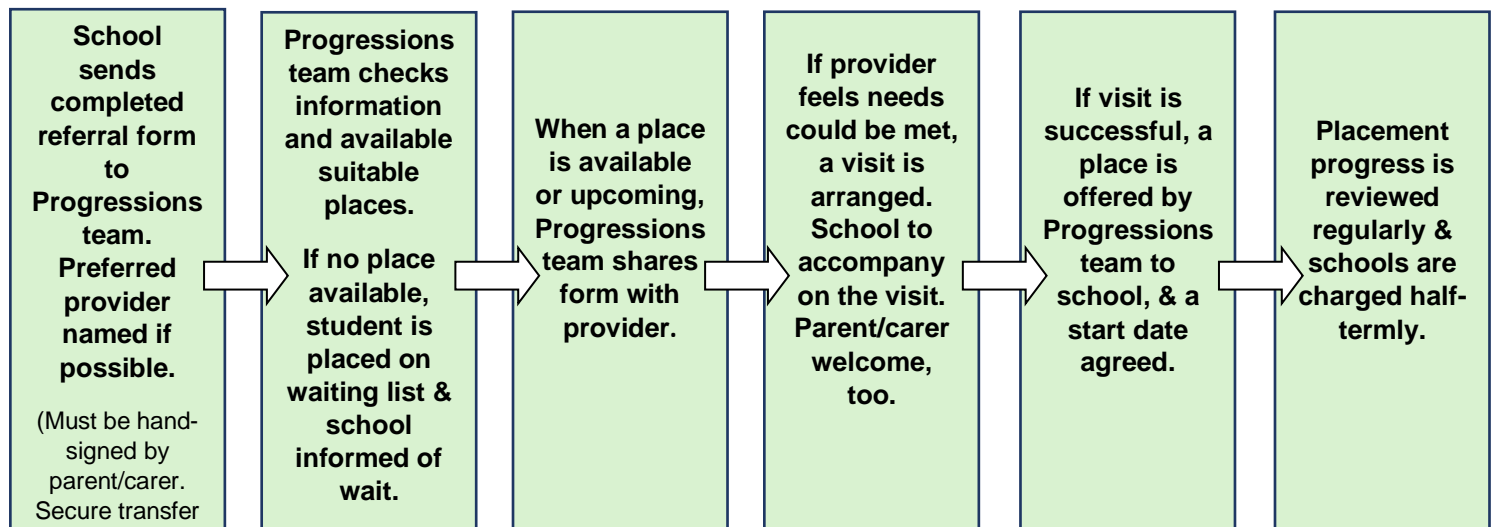 School
sends
completed
referral form
to
Progressions
team.
Preferred
provider
named if
possible.
(Must be hand-
signed by
parent/carer.
Secure transfer
Progressions
team checks
information
and available
suitable
places.
If no place
available,
student is
placed on
waiting list &
school
informed of
wait.
When a place
is available
or upcoming,
Progressions
team shares
form with
provider.
If provider
feels needs
could be met,
a visit is
arranged.
School to
accompany
on the visit.
Parent/carer
welcome,
too.
If visit is
successful, a
place is
offered by
Progressions
team to
school, & a
start date
agreed.
Placement
progress is
reviewed
regularly &
schools are
charged half-
termly.